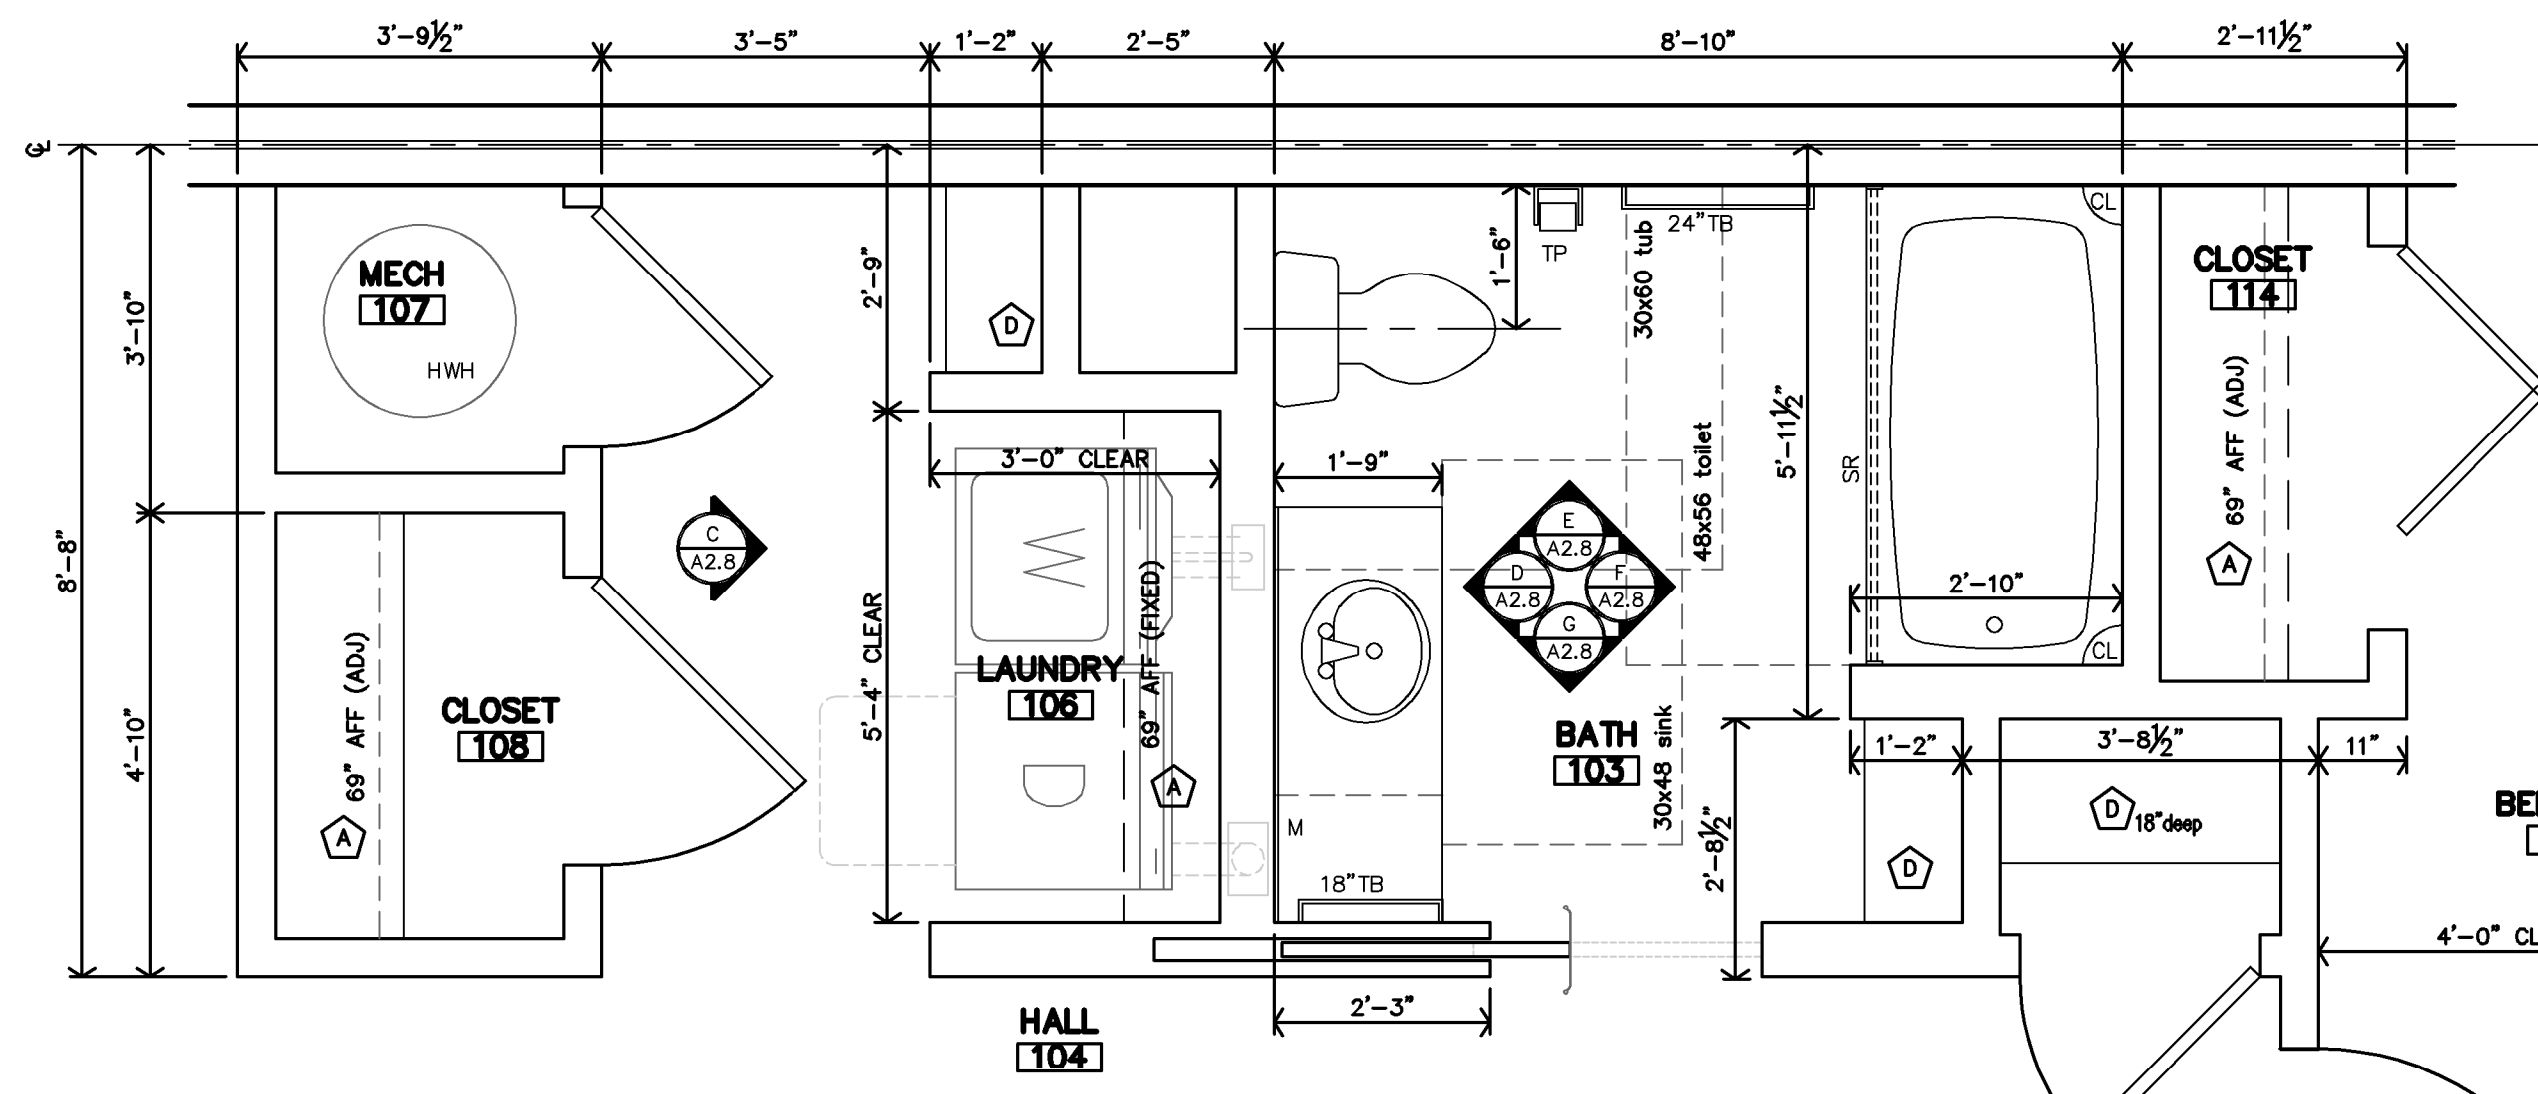 3'-9½"
3'-5"
1'-2"
2'-5"
8'-10"
2'-11½"
℄
MECH
107
HWH
3'-10"
8'-8"
4'-10"
69" AFF (ADJ)
A
CLOSET
108
C
A2.8
2'-9"
D
3'-0" CLEAR
5'-4" CLEAR
LAUNDRY
106
69" AFF (FIXED)
A
HALL
104
1'-6"
TP
24"TB
30x60 tub
1'-9"
48x56 toilet
E
A2.8
D
A2.8
F
A2.8
G
A2.8
BATH
103
30x48 sink
M
18"TB
2'-3"
5'-11½"
SR
CL
2'-10"
CL
2'-8½"
CLOSET
114
69" AFF (ADJ)
A
1'-2"
3'-8½"
11"
D
D
18"deep
BE
4'-0" CL